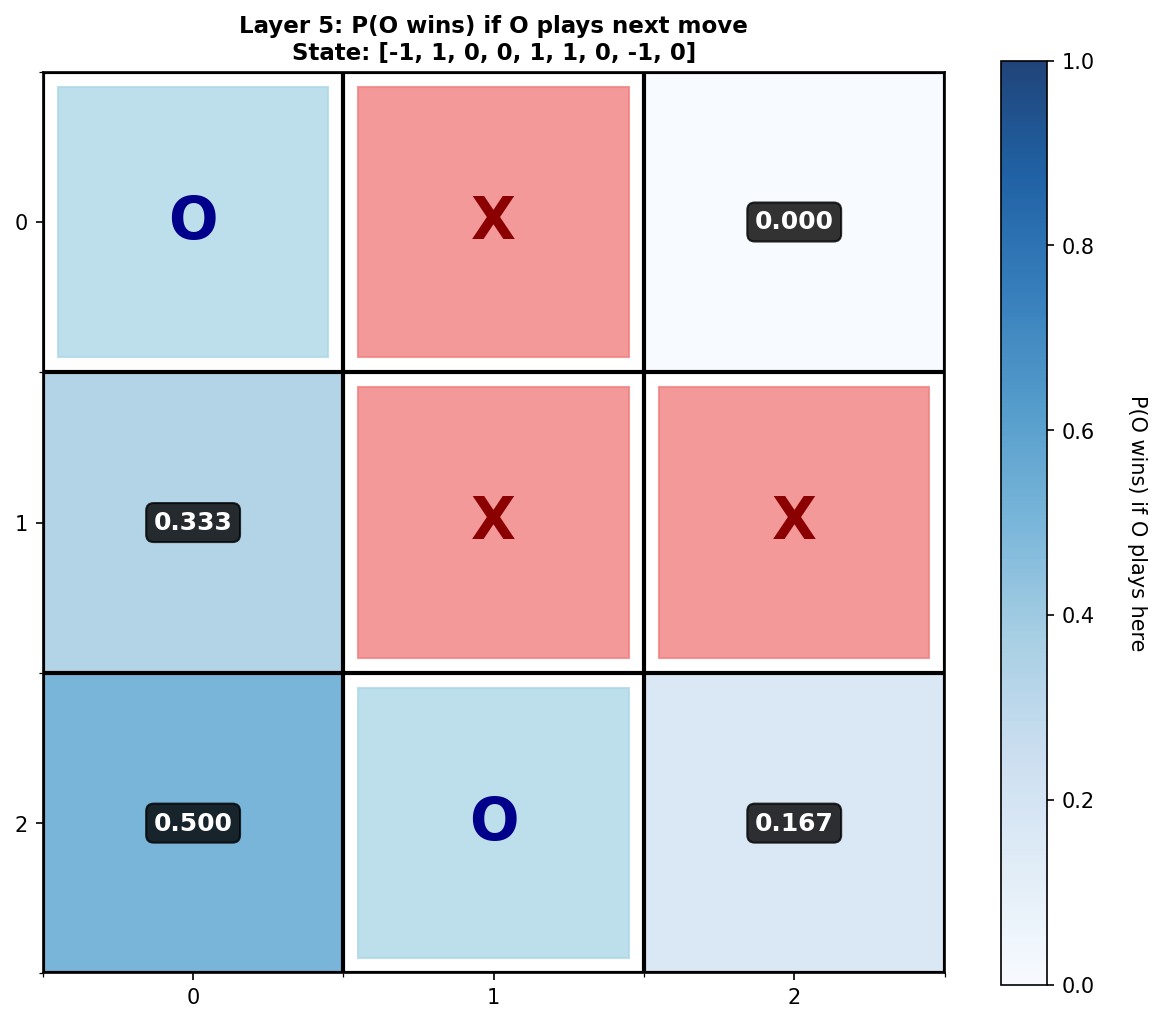 Layer 5: P(O wins) if O plays next move
State: [-1, 1, 0, 0, 1, 1, 0, -1, 0]
O
X
0.000
0.333
X
X
0.500
O
0.167
0
1
2
0
1
2
1.0
0.8
0.6
0.4
0.2
0.0
P(O wins) if O plays here